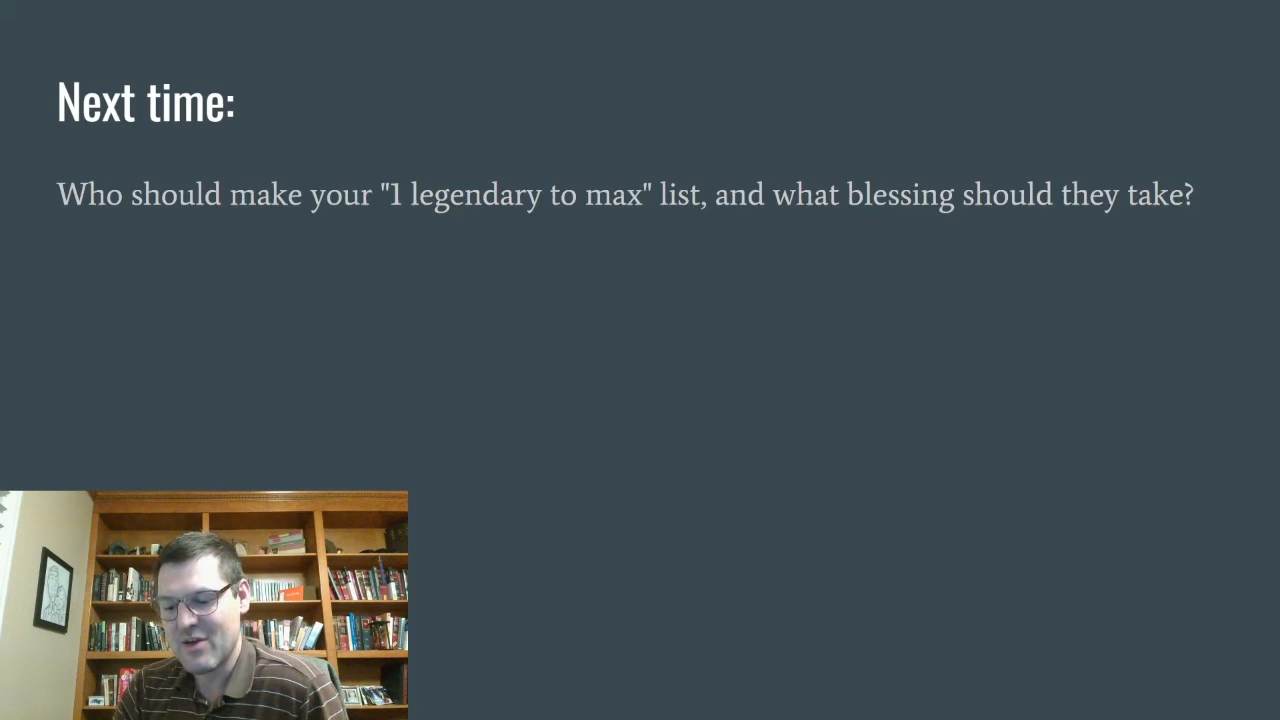 Next time:
Who should make your "1 legendary to max" list, and what blessing should they take?